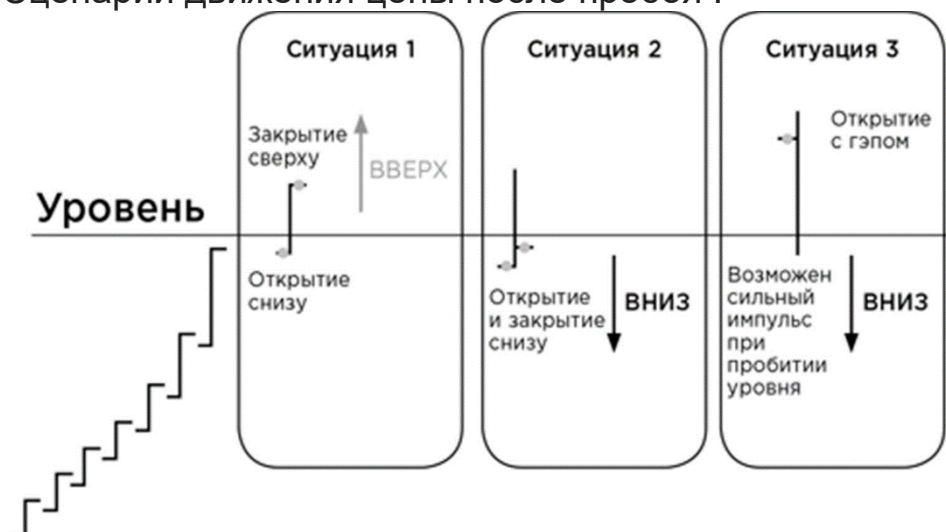 Сценарии движения цены после пробоя :
Ситуация 1
Закрытие
сверху
ВВЕРХ
Открытие
снизу
Уровень
Ситуация 2
Открытие
и закрытие
снизу
ВНИЗ
Ситуация 3
Открытие
с гэпом
Возможен
сильный
импульс
при
пробитии
уровня
ВНИЗ